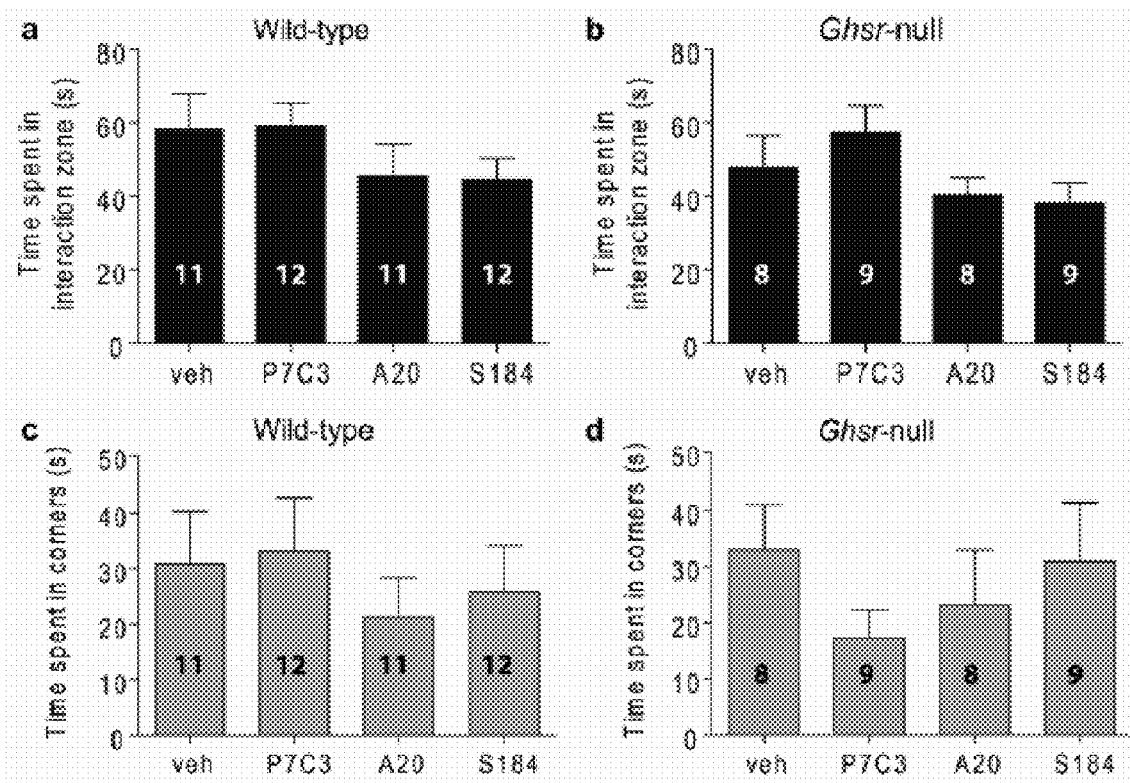 a Wild-type
Time spent in
interaction zone (s)
80
60
40
20
0
11 12 11 12
veh P7C3 A20 S184
b Ghsr-null
Time spent in
interaction zone (s)
80
60
40
20
0
8 9 8 9
veh P7C3 A20 S184
c Wild-type
Time spent in corners (s)
50
40
30
20
10
0
11 12 11 12
veh P7C3 A20 S184
d Ghsr-null
Time spent in corners (s)
50
40
30
20
10
0
8 9 8 9
veh P7C3 A20 S184